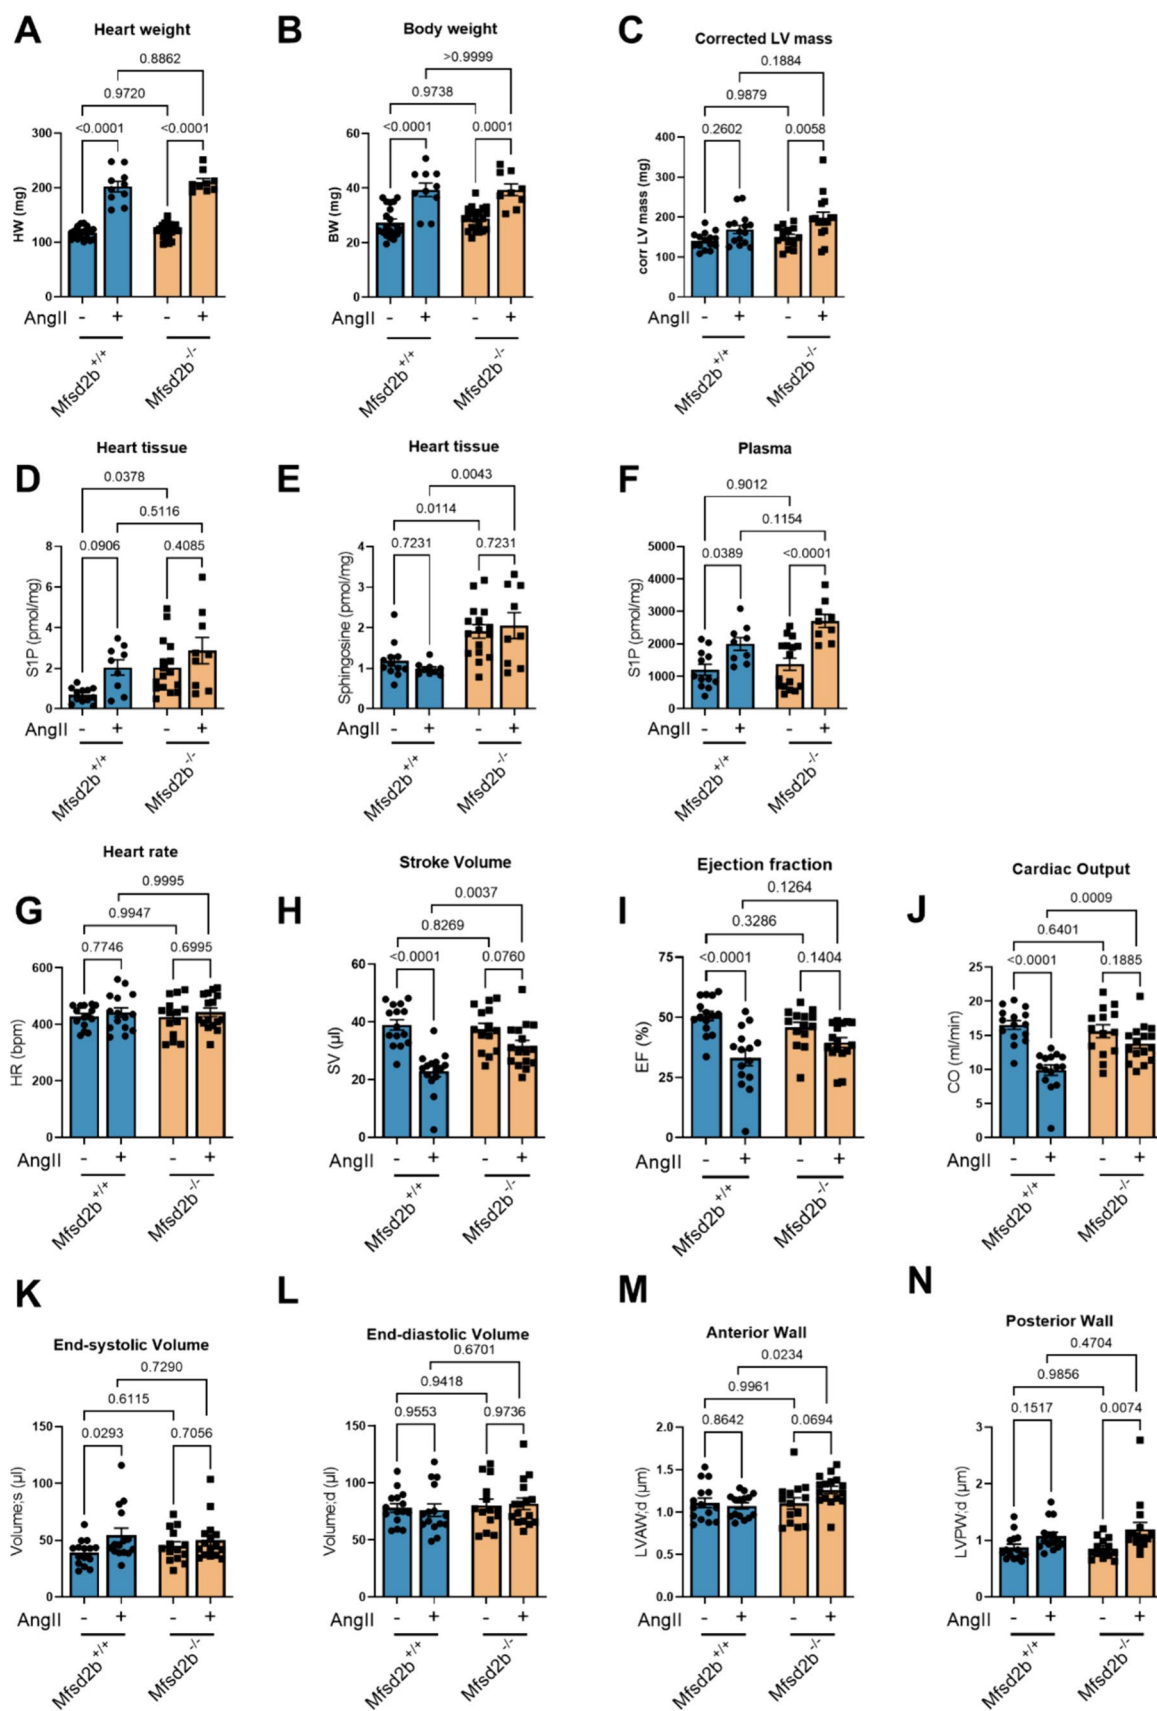 A Heart weight
0.8862
0.9720
<0.0001 <0.0001
HW (mg)
300
200
100
0
AngII - + - +
Mfsd2b+/+ Mfsd2b-/-
B Body weight
>0.9999
0.9738
<0.0001 0.0001
BW (mg)
60
40
20
0
AngII - + - +
Mfsd2b+/+ Mfsd2b-/-
C Corrected LV mass
0.1884
0.9879
0.2602 0.0058
corr LV mass (mg)
400
300
200
100
0
AngII - + - +
Mfsd2b+/+ Mfsd2b-/-
D Heart tissue
0.0378
0.5116
0.0906 0.4085
S1P (pmol/mg)
8
6
4
2
0
AngII - + - +
Mfsd2b+/+ Mfsd2b-/-
E Heart tissue
0.0043
0.0114
0.7231 0.7231
Sphingosine (pmol/mg)
4
3
2
1
0
AngII - + - +
Mfsd2b+/+ Mfsd2b-/-
F Plasma
0.9012
0.1154
0.0389 <0.0001
S1P (pmol/mg)
5000
4000
3000
2000
1000
0
AngII - + - +
Mfsd2b+/+ Mfsd2b-/-
G Heart rate
0.9995
0.9947
0.7746 0.6995
HR (bpm)
600
400
200
0
AngII - + - +
Mfsd2b+/+ Mfsd2b-/-
H Stroke Volume
0.0037
0.8269
<0.0001 0.0760
SV (µl)
60
40
20
0
AngII - + - +
Mfsd2b+/+ Mfsd2b-/-
I Ejection fraction
0.1264
0.3286
<0.0001 0.1404
EF (%)
75
50
25
0
AngII - + - +
Mfsd2b+/+ Mfsd2b-/-
J Cardiac Output
0.0009
0.6401
<0.0001 0.1885
CO (ml/min)
25
20
15
10
5
0
AngII - + - +
Mfsd2b+/+ Mfsd2b-/-
K End-systolic Volume
0.7290
0.6115
0.0293 0.7056
Volume;s (µl)
150
100
50
0
AngII - + - +
Mfsd2b+/+ Mfsd2b-/-
L End-diastolic Volume
0.6701
0.9418
0.9553 0.9736
Volume;d (µl)
150
100
50
0
AngII - + - +
Mfsd2b+/+ Mfsd2b-/-
M Anterior Wall
0.0234
0.9961
0.8642 0.0694
LVAW;d (µm)
2.0
1.5
1.0
0.5
0.0
AngII - + - +
Mfsd2b+/+ Mfsd2b-/-
N Posterior Wall
0.4704
0.9856
0.1517 0.0074
LVPW;d (µm)
3
2
1
0
AngII - + - +
Mfsd2b+/+ Mfsd2b-/-